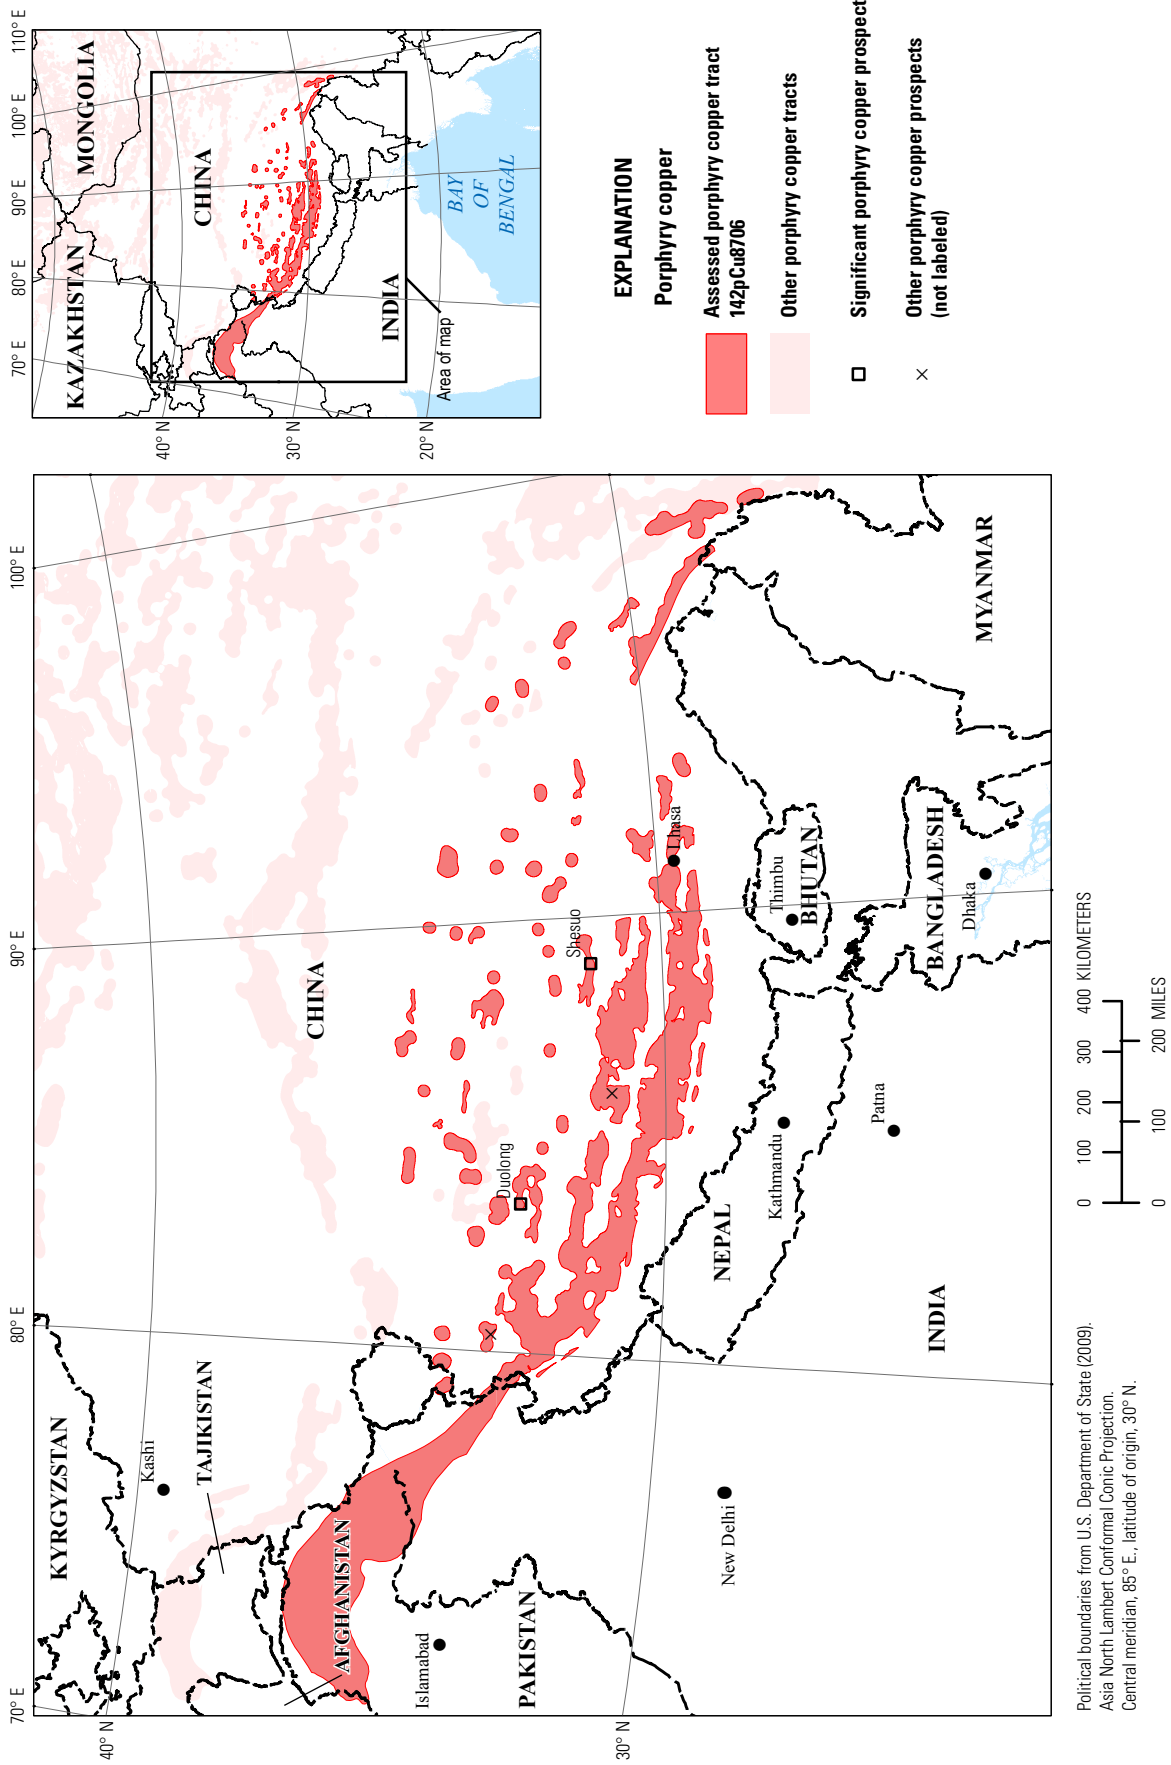 70° E
80° E
90° E
100° E
40° N
30° N
KYRGYZSTAN
Kashi
TAJIKISTAN
AFGHANISTAN
Islamabad
PAKISTAN
New Delhi
CHINA
Duolong
Shesuo
Lhasa
NEPAL
Kathmandu
Patna
INDIA
Thimbu
BHUTAN
BANGLADESH
Dhaka
MYANMAR
Political boundaries from U.S. Department of State (2009).
Asia North Lambert Conformal Conic Projection.
Central meridian, 85° E., latitude of origin, 30° N.
0 100 200 300 400 KILOMETERS
0 100 200 MILES
70° E
80° E
90° E
100° E
110° E
40° N
30° N
20° N
KAZAKHSTAN
MONGOLIA
CHINA
INDIA
BAY
OF
BENGAL
Area of map
EXPLANATION
Porphyry copper
Assessed porphyry copper tract
142pCu8706
Other porphyry copper tracts
Significant porphyry copper prospect
Other porphyry copper prospects
(not labeled)